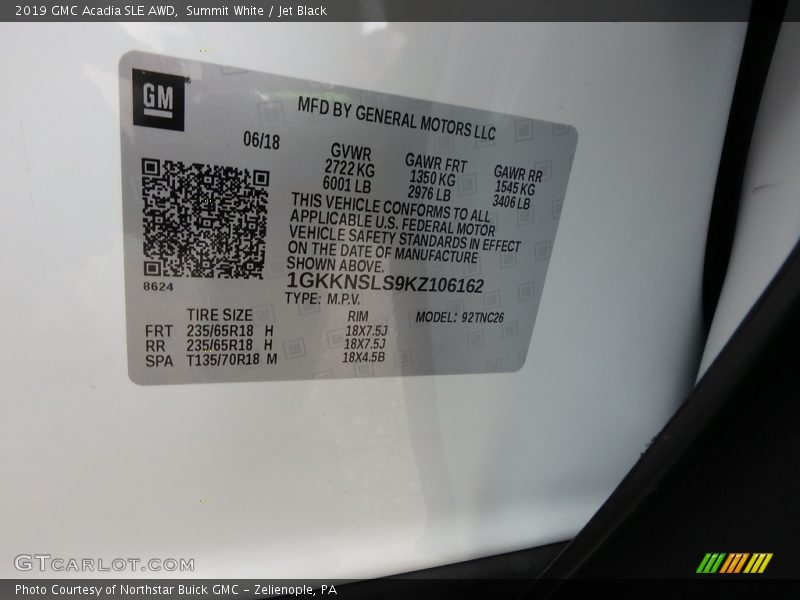 2019 GMC Acadia SLE AWD, Summit White / Jet Black
GM
MFD BY GENERAL MOTORS LLC
06/18
GVWR GAWR FRT GAWR RR
2722 KG 1350 KG 1545 KG
6001 LB 2976 LB 3406 LB
THIS VEHICLE CONFORMS TO ALL
APPLICABLE U.S. FEDERAL MOTOR
VEHICLE SAFETY STANDARDS IN EFFECT
ON THE DATE OF MANUFACTURE
SHOWN ABOVE.
8624
1GKKNSLS9KZ106162
TYPE: M.P.V.
TIRE SIZE RIM MODEL: 92TNC26
FRT 235/65R18 H 18X7.5J
RR 235/65R18 H 18X7.5J
SPA T135/70R18 M 18X4.5B
GTCARLOT.COM
Photo Courtesy of Northstar Buick GMC - Zelienople, PA